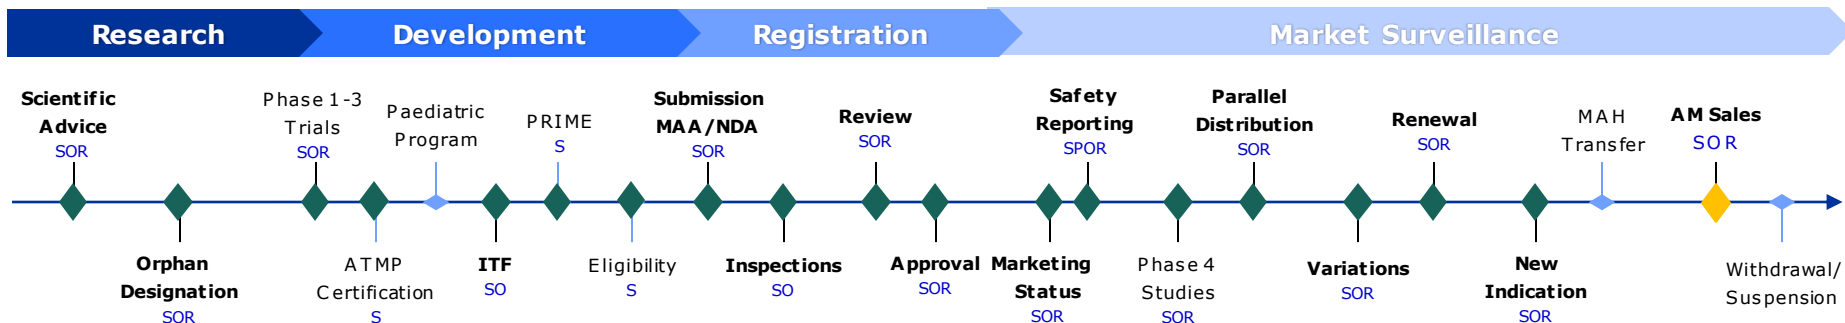 Research
Development
Registration
Market Surveillance
Scientific
Advice
SOR
Phase 1-3
Trials
SOR
Paediatric
Program
PRIME
S
Submission
MAA/NDA
SOR
Review
SOR
Safety
Reporting
SPOR
Parallel
Distribution
SOR
Renewal
SOR
MAH
Transfer
AM Sales
SOR
Orphan
Designation
SOR
ATMP
Certification
S
ITF
SO
Eligibility
S
Inspections
SO
Approval
SOR
Marketing
Status
SOR
Phase 4
Studies
SOR
Variations
SOR
New
Indication
SOR
Withdrawal/
Suspension